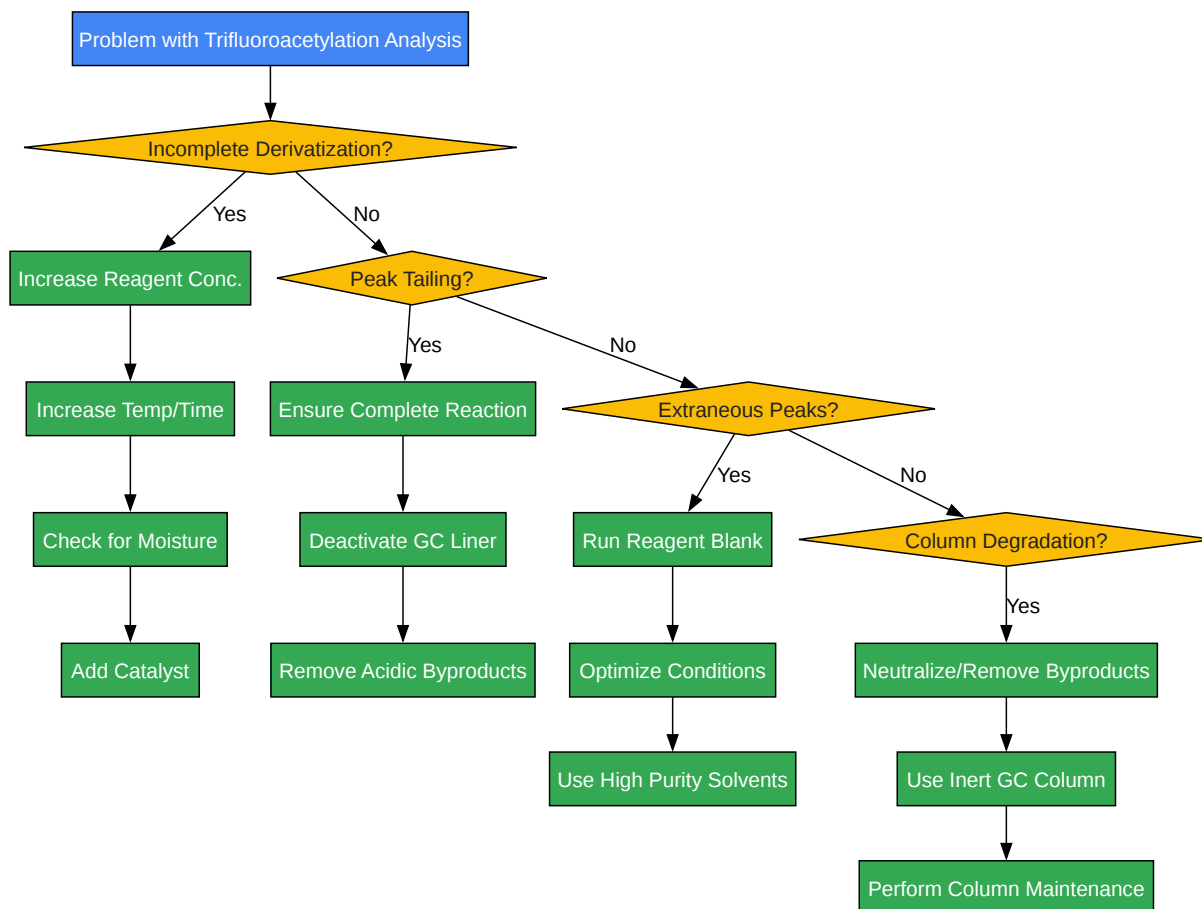 Problem with Trifluoroacetylation Analysis
Incomplete Derivatization?
Yes
No
Increase Reagent Conc.
Peak Tailing?
Yes
No
Increase Temp/Time
Ensure Complete Reaction
Extraneous Peaks?
Yes
No
Check for Moisture
Deactivate GC Liner
Run Reagent Blank
Column Degradation?
Yes
Add Catalyst
Remove Acidic Byproducts
Optimize Conditions
Neutralize/Remove Byproducts
Use High Purity Solvents
Use Inert GC Column
Perform Column Maintenance